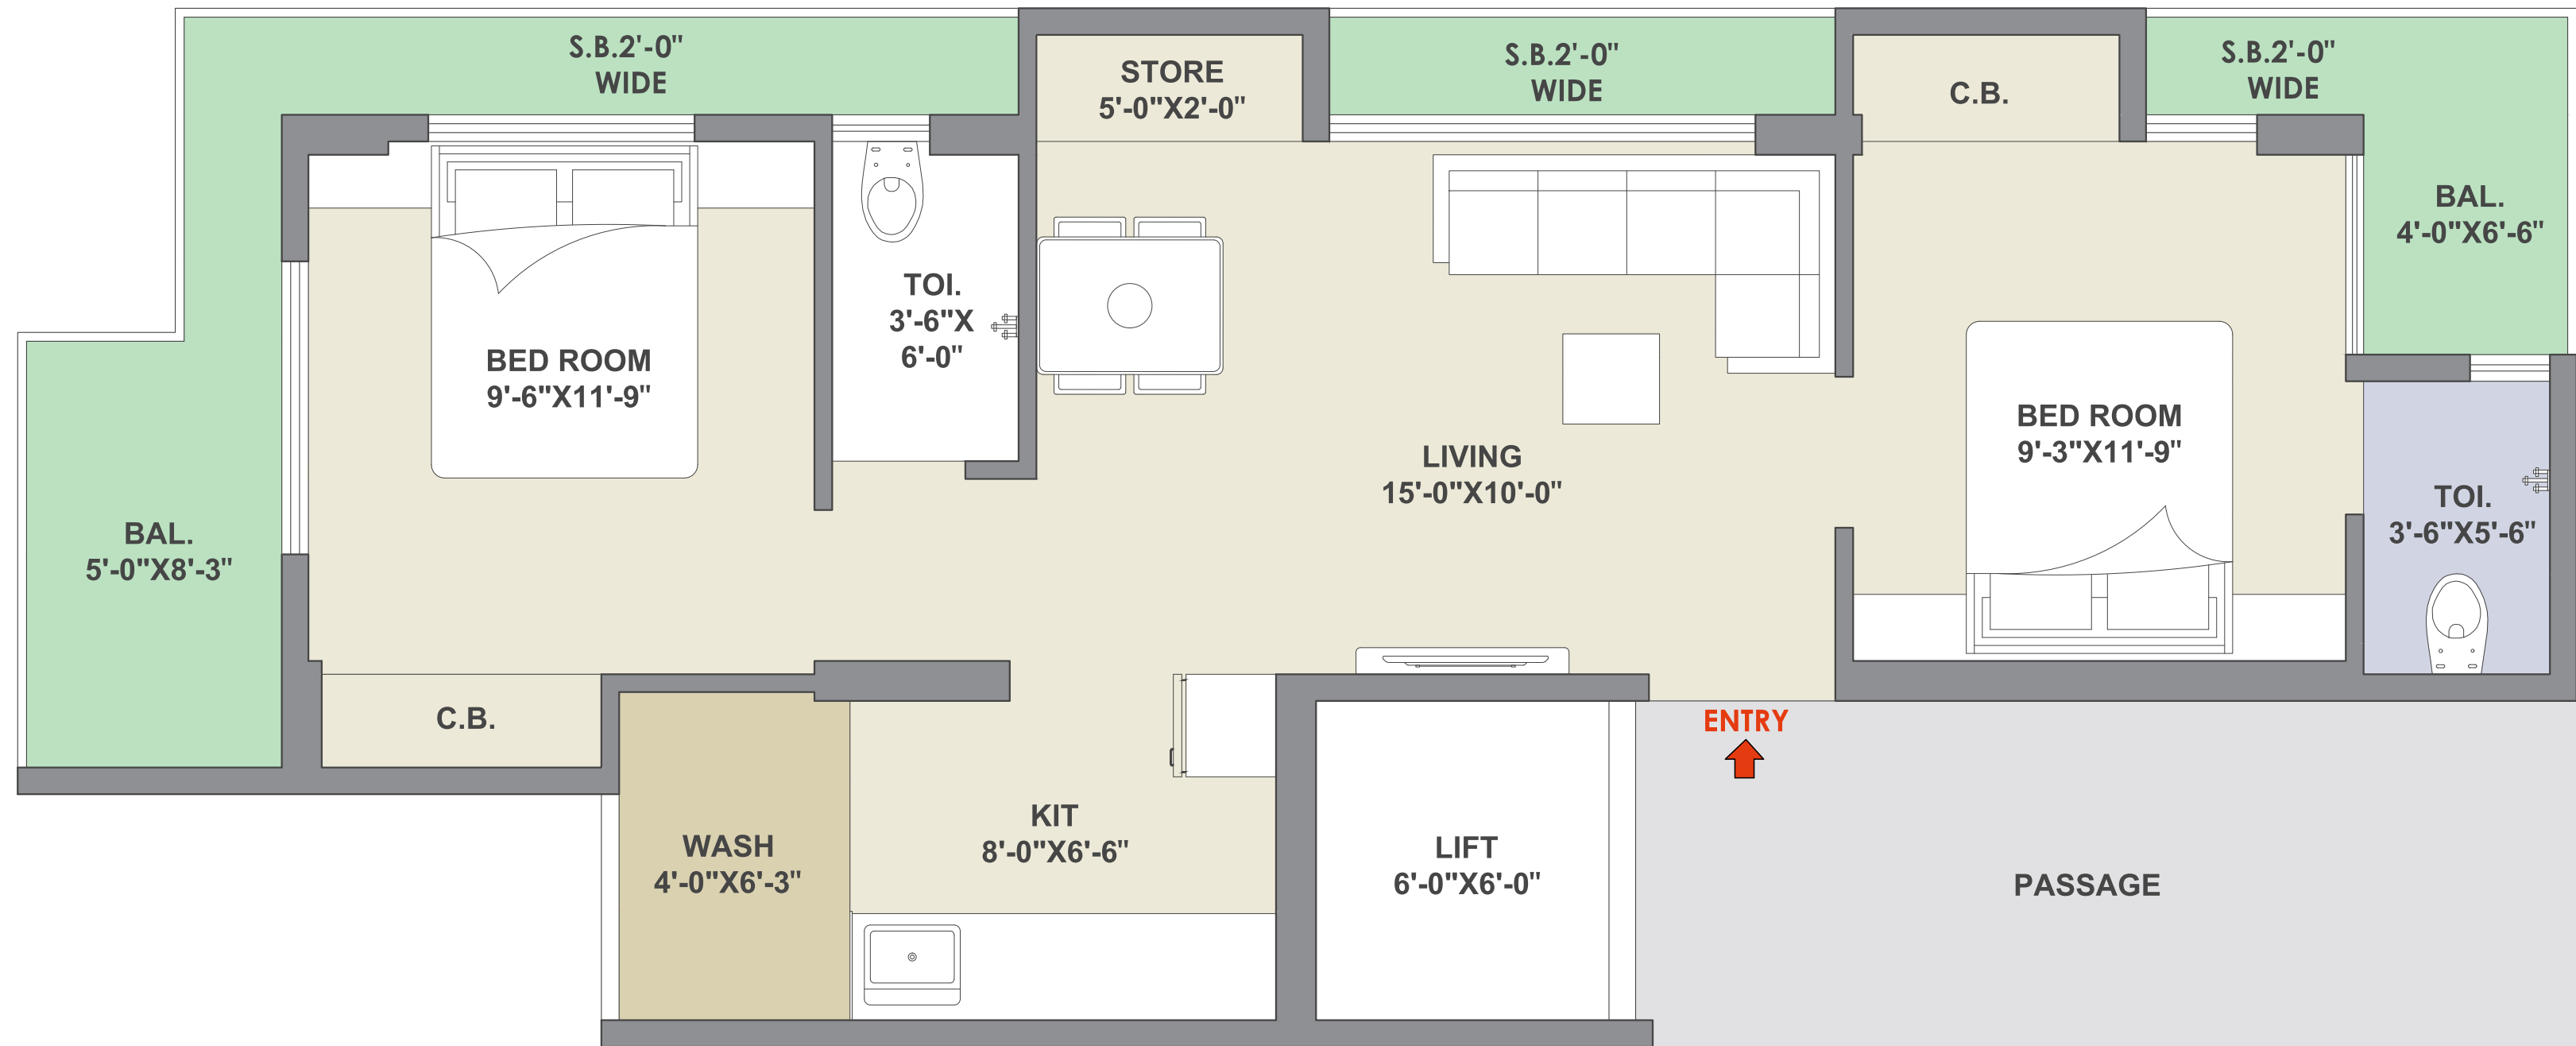 S.B.2'-0"
WIDE
STORE
5'-0"X2'-0"
S.B.2'-0"
WIDE
C.B.
S.B.2'-0"
WIDE
BAL.
4'-0"X6'-6"
TOI.
3'-6"X
6'-0"
BED ROOM
9'-6"X11'-9"
BED ROOM
9'-3"X11'-9"
LIVING
15'-0"X10'-0"
TOI.
3'-6"X5'-6"
BAL.
5'-0"X8'-3"
C.B.
ENTRY
KIT
8'-0"X6'-6"
WASH
4'-0"X6'-3"
LIFT
6'-0"X6'-0"
PASSAGE